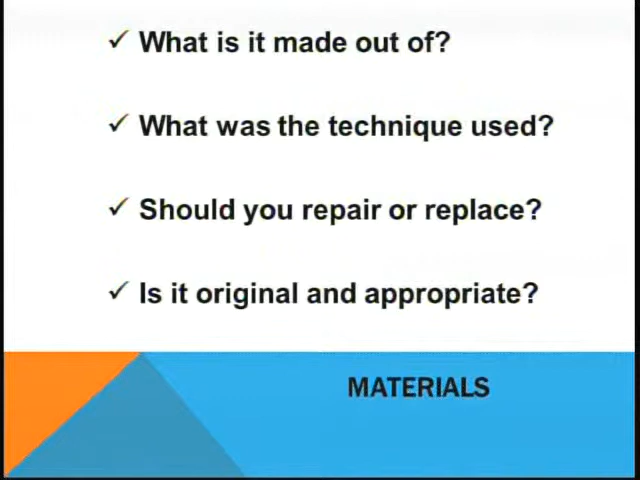 ✓ What is it made out of?
✓ What was the technique used?
✓ Should you repair or replace?
✓ Is it original and appropriate?
MATERIALS